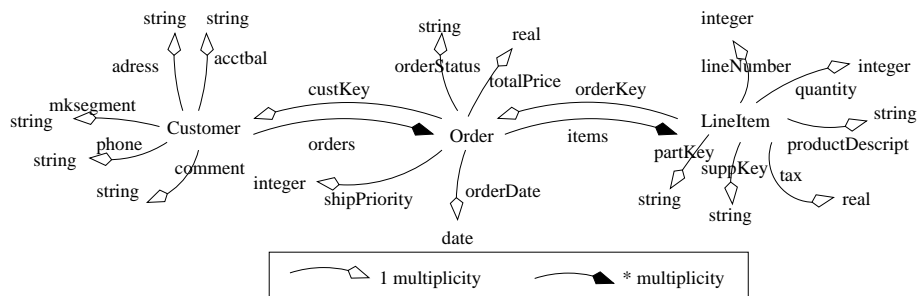 string string integer
string real
adress acctbal orderStatus lineNumber integer
totalPrice quantity
mksegment custKey orderKey
string Customer Order LineItem string
phone orders items productDescript
string comment partKey suppKey tax
string integer shipPriority orderDate string real
string
date
1 multiplicity * multiplicity